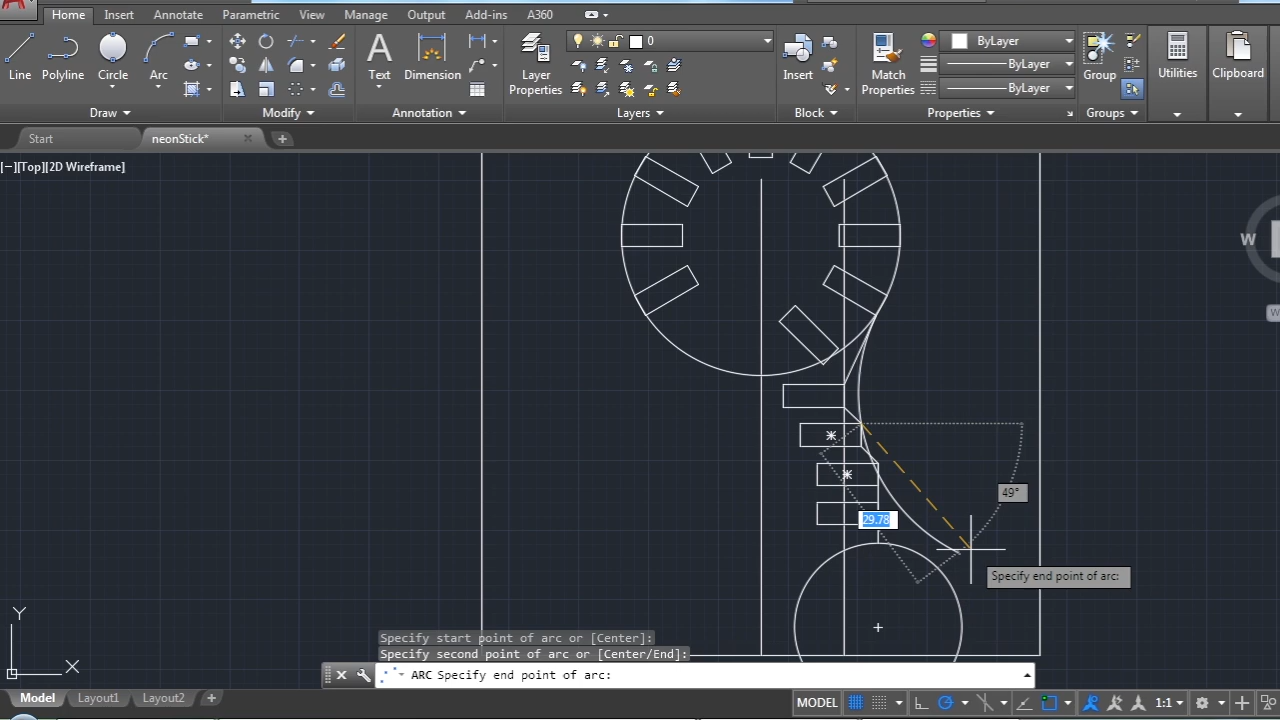 Home Insert Annotate Parametric View Manage Output Add-ins A360
Line Polyline Circle Arc
Text Dimension
Layer
Properties
0
Insert
Match
Properties
ByLayer
ByLayer
ByLayer
Group
Utilities
Clipboard
Draw Modify Annotation Layers Block Properties Groups
Start neonStick*
[−][Top][2D Wireframe]
W
49°
29.78
Specify end point of arc:
Y
X
Specify start point of arc or [Center]:
Specify second point of arc or [Center/End]:
ARC Specify end point of arc:
Model Layout1 Layout2
MODEL 1:1